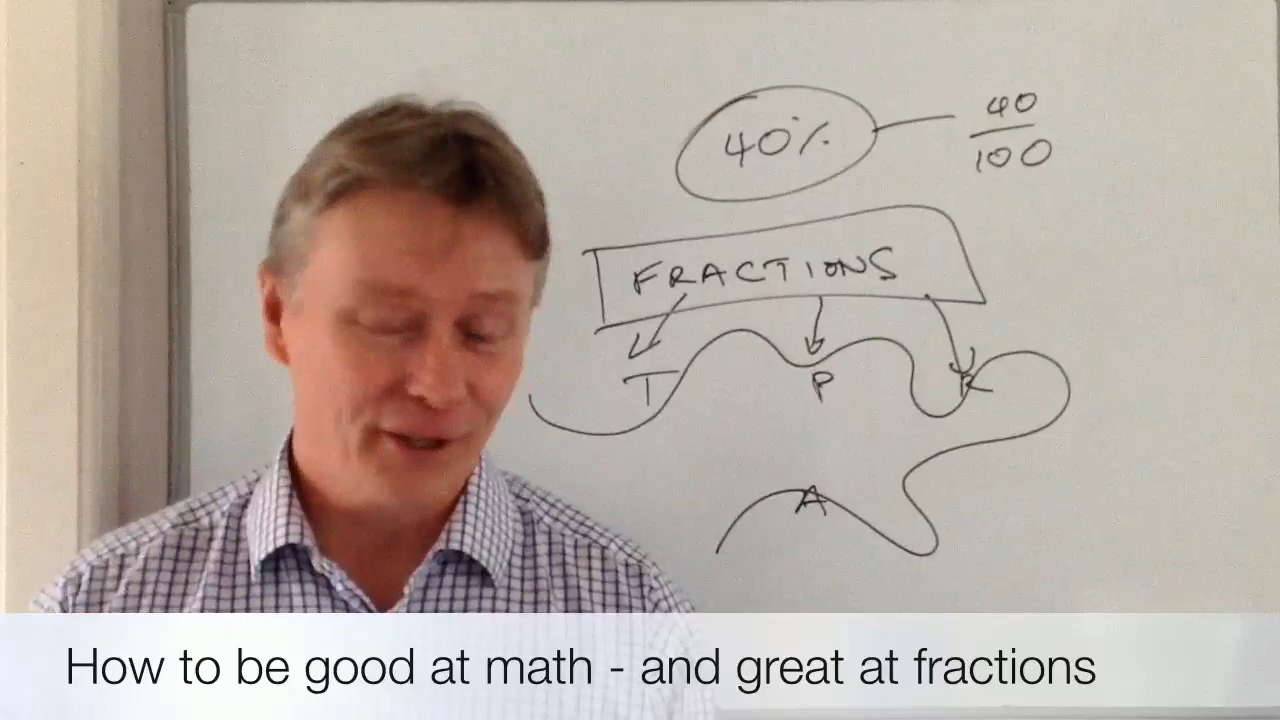 40%
40
100
FRACTIONS
T P R
A
How to be good at math - and great at fractions